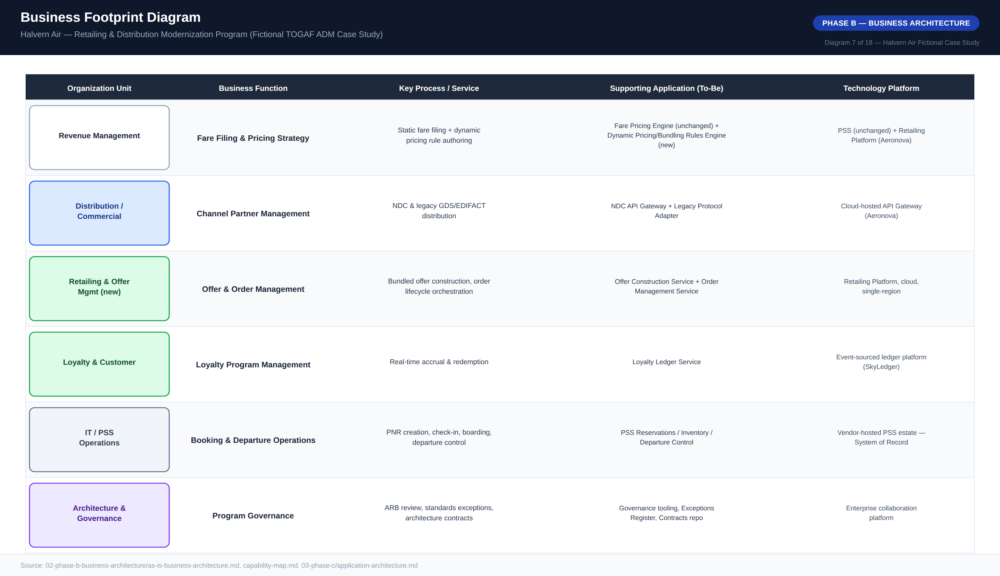 Business Footprint Diagram
Halvern Air — Retailing & Distribution Modernization Program (Fictional TOGAF ADM Case Study)
PHASE B — BUSINESS ARCHITECTURE
Diagram 7 of 18 — Halvern Air Fictional Case Study
Organization Unit
Business Function
Key Process / Service
Supporting Application (To-Be)
Technology Platform
Revenue Management
Fare Filing & Pricing Strategy
Static fare filing + dynamic
pricing rule authoring
Fare Pricing Engine (unchanged) +
Dynamic Pricing/Bundling Rules Engine
(new)
PSS (unchanged) + Retailing
Platform (Aeronova)
Distribution /
Commercial
Channel Partner Management
NDC & legacy GDS/EDIFACT
distribution
NDC API Gateway + Legacy Protocol
Adapter
Cloud-hosted API Gateway
(Aeronova)
Retailing & Offer
Mgmt (new)
Offer & Order Management
Bundled offer construction, order
lifecycle orchestration
Offer Construction Service + Order
Management Service
Retailing Platform, cloud,
single-region
Loyalty & Customer
Loyalty Program Management
Real-time accrual & redemption
Loyalty Ledger Service
Event-sourced ledger platform
(SkyLedger)
IT / PSS
Operations
Booking & Departure Operations
PNR creation, check-in, boarding,
departure control
PSS Reservations / Inventory /
Departure Control
Vendor-hosted PSS estate —
System of Record
Architecture &
Governance
Program Governance
ARB review, standards exceptions,
architecture contracts
Governance tooling, Exceptions
Register, Contracts repo
Enterprise collaboration
platform
Source: 02-phase-b-business-architecture/as-is-business-architecture.md, capability-map.md, 03-phase-c/application-architecture.md